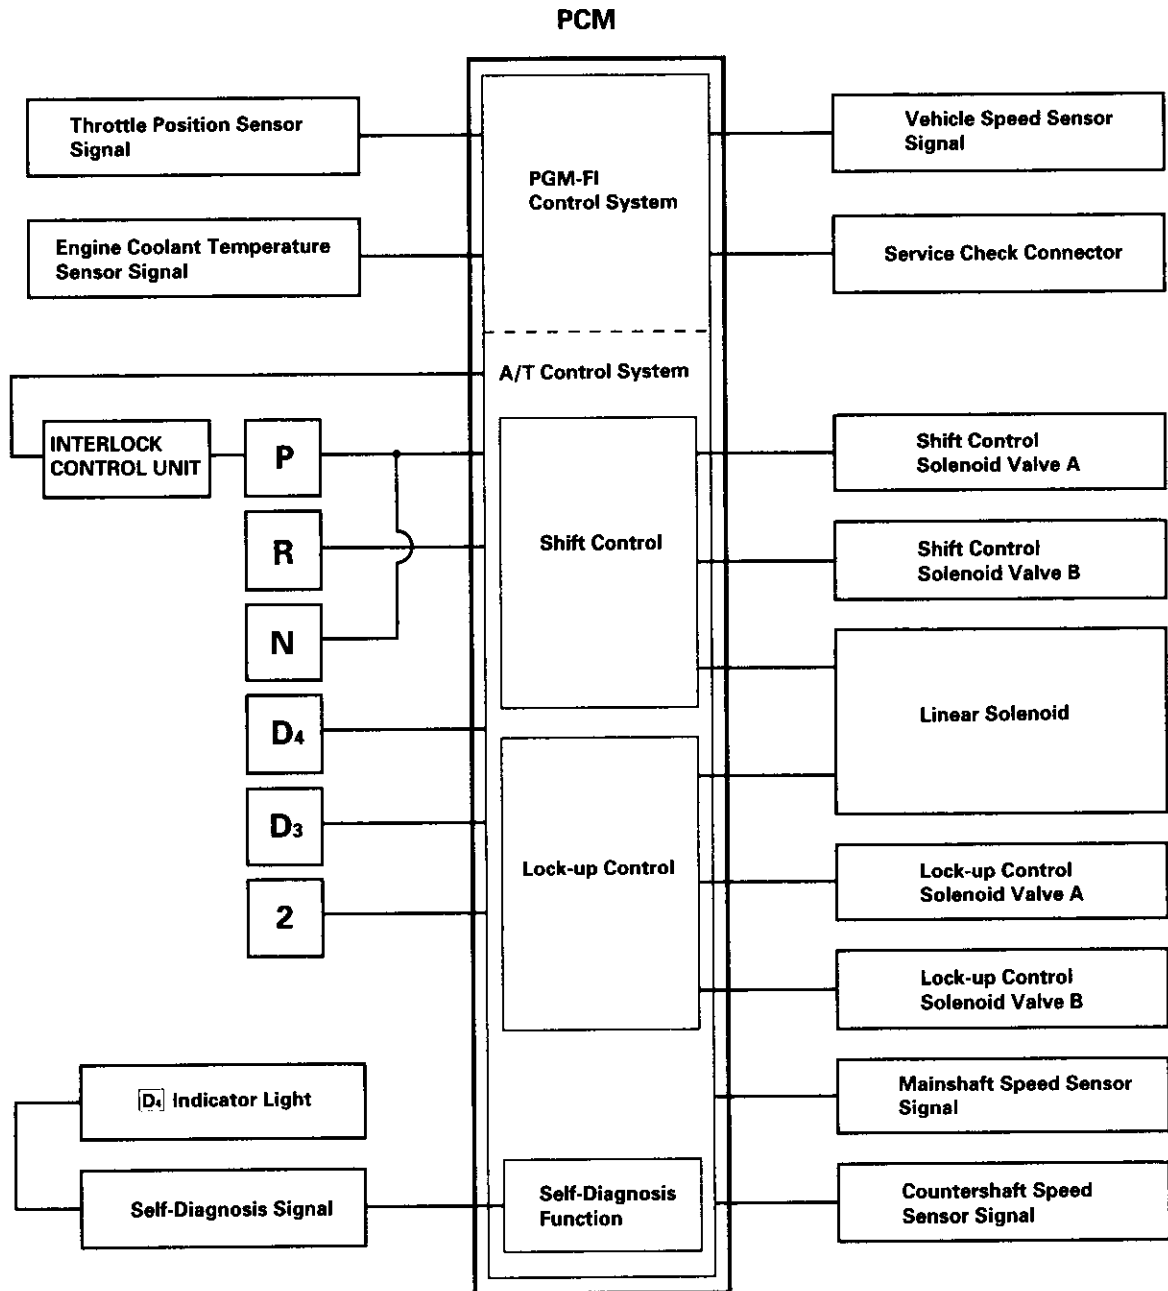 PCM
Throttle Position Sensor
Signal
Engine Coolant Temperature
Sensor Signal
INTERLOCK
CONTROL UNIT
P
R
N
D4
D3
2
D4 Indicator Light
Self-Diagnosis Signal
PGM-FI
Control System
A/T Control System
Shift Control
Lock-up Control
Self-Diagnosis
Function
Vehicle Speed Sensor
Signal
Service Check Connector
Shift Control
Solenoid Valve A
Shift Control
Solenoid Valve B
Linear Solenoid
Lock-up Control
Solenoid Valve A
Lock-up Control
Solenoid Valve B
Mainshaft Speed Sensor
Signal
Countershaft Speed
Sensor Signal